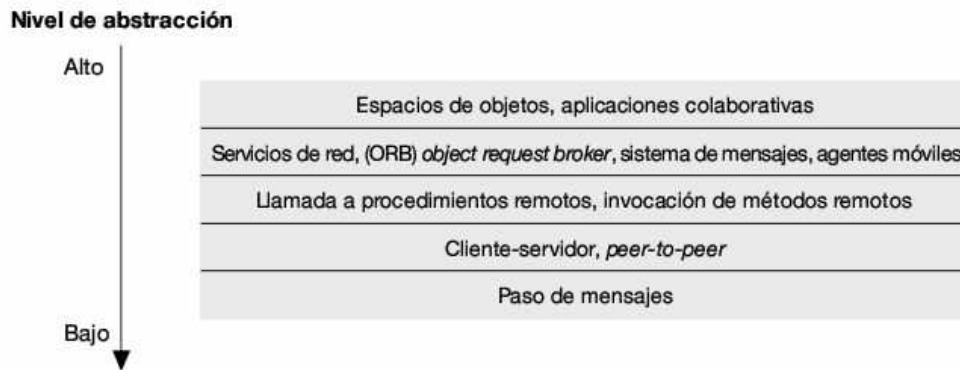 Nivel de abstracción
Alto
Espacios de objetos, aplicaciones colaborativas
Servicios de red, (ORB) object request broker, sistema de mensajes, agentes móviles
Llamada a procedimientos remotos, invocación de métodos remotos
Cliente-servidor, peer-to-peer
Paso de mensajes
Bajo